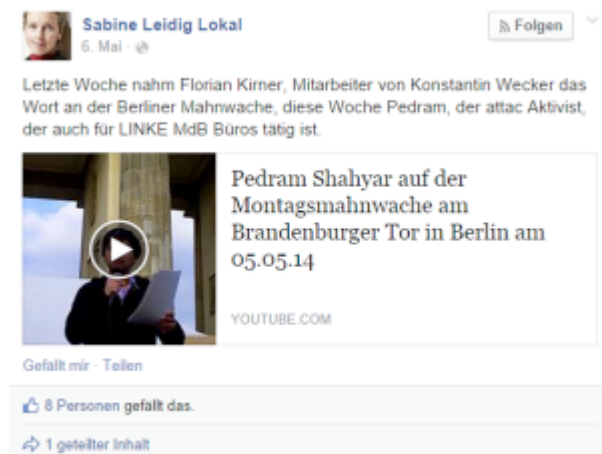 Sabine Leidig Lokal
Folgen
6. Mai ·
Letzte Woche nahm Florian Kirner, Mitarbeiter von Konstantin Wecker das
Wort an der Berliner Mahnwache, diese Woche Pedram, der attac Aktivist,
der auch für LINKE MdB Büros tätig ist.
Pedram Shahyar auf der
Montagsmahnwache am
Brandenburger Tor in Berlin am
05.05.14
YOUTUBE.COM
Gefällt mir · Teilen
8 Personen gefällt das.
1 geteilter Inhalt